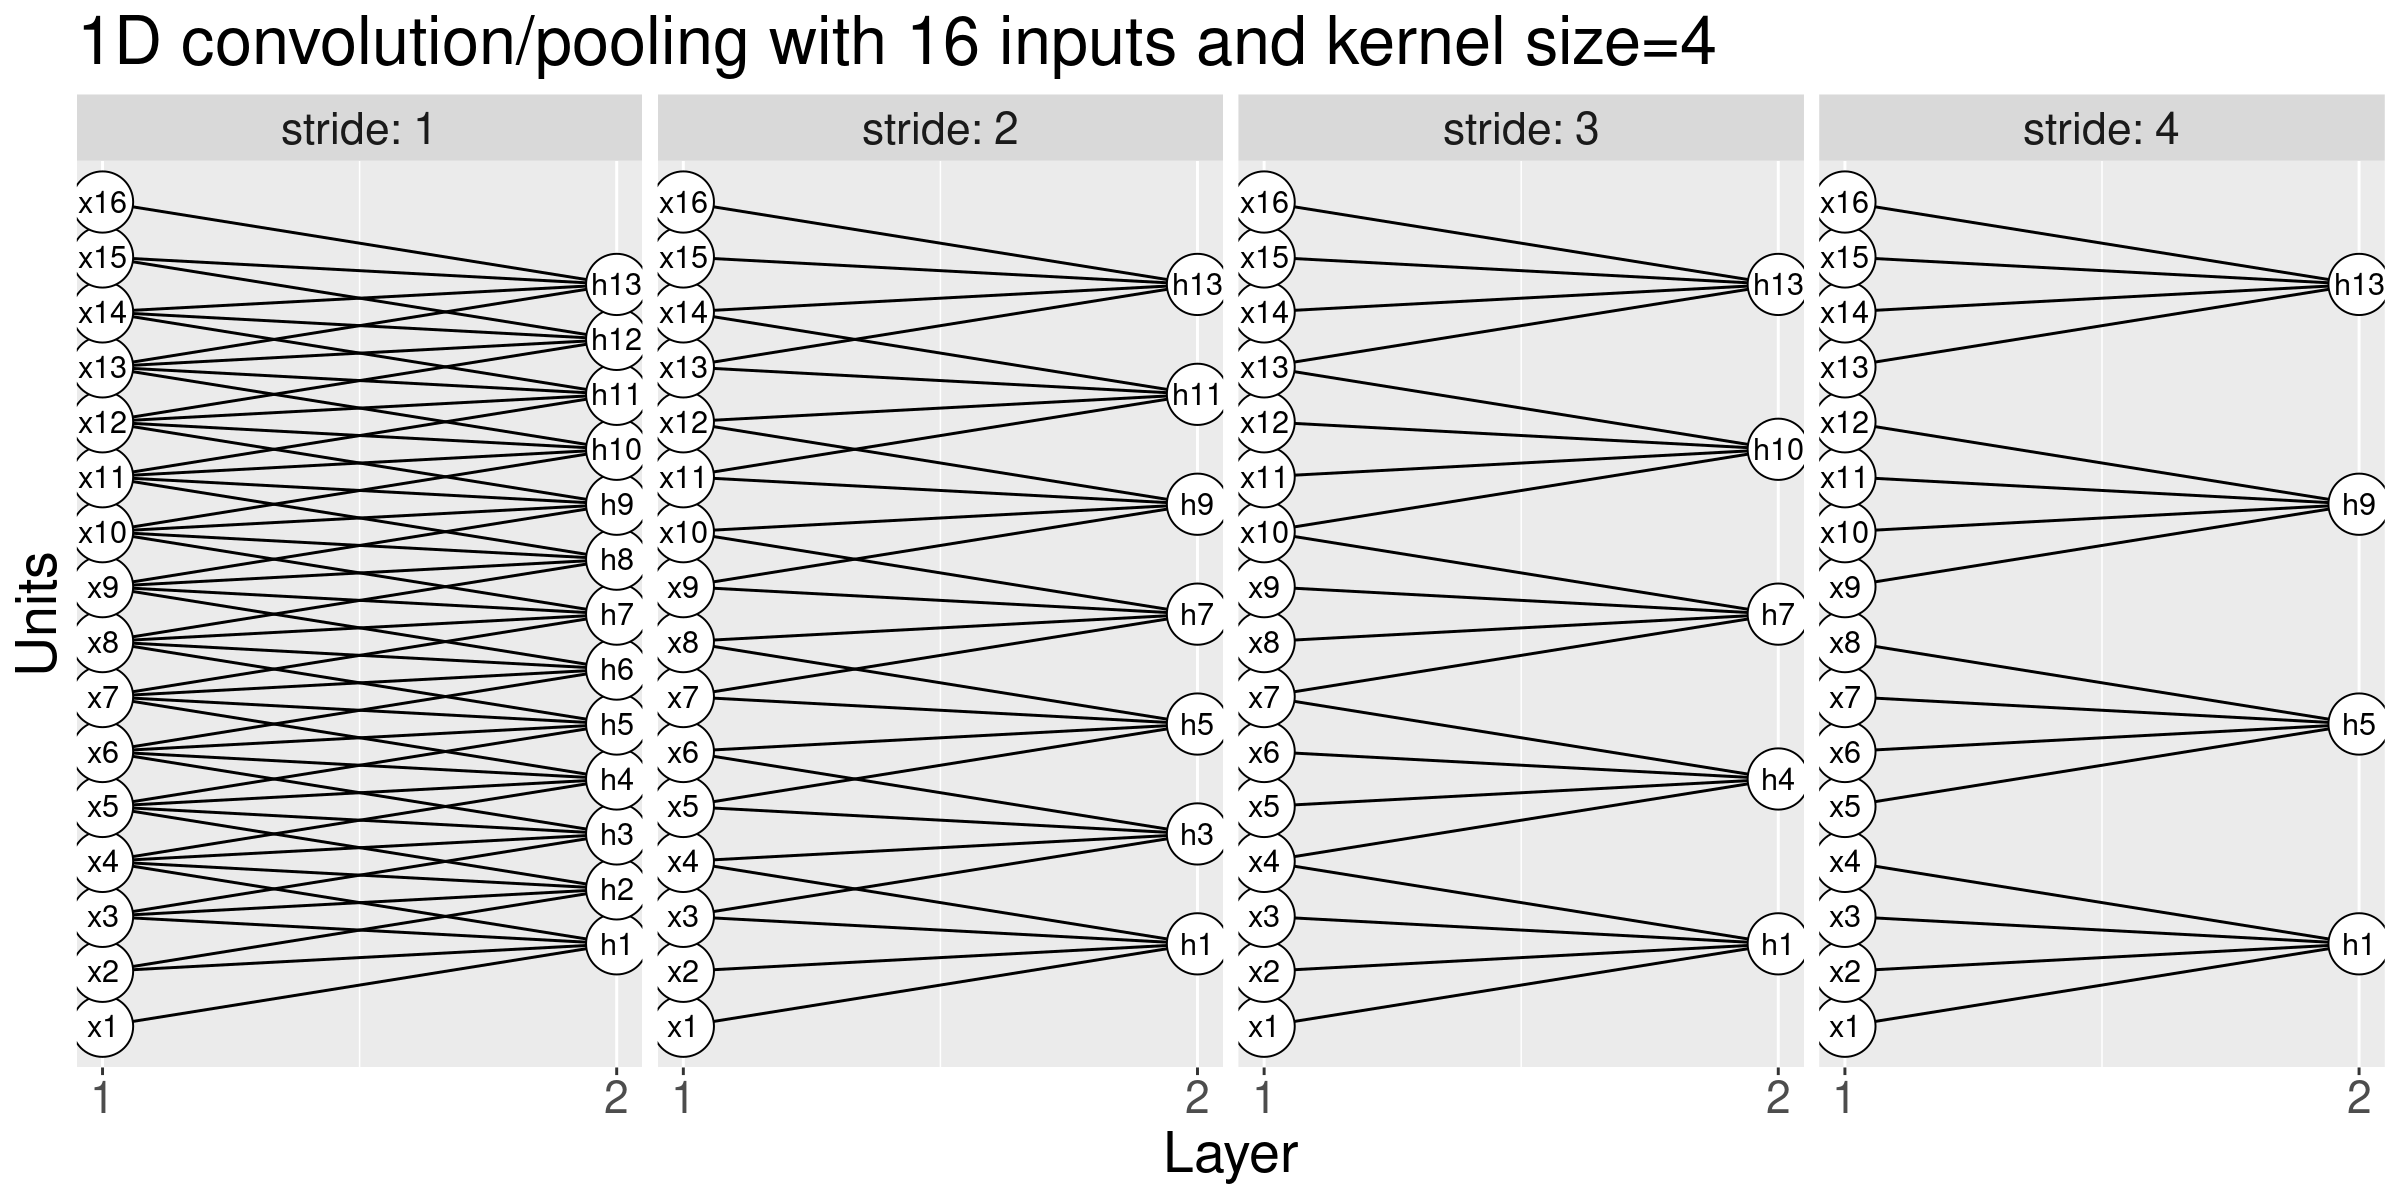 1D convolution/pooling with 16 inputs and kernel size=4
stride: 1
stride: 2
stride: 3
stride: 4
Units
x16
x15
x14
x13
x12
x11
x10
x9
x8
x7
x6
x5
x4
x3
x2
x1
h13
h12
h11
h10
h9
h8
h7
h6
h5
h4
h3
h2
h1
x16
x15
x14
x13
x12
x11
x10
x9
x8
x7
x6
x5
x4
x3
x2
x1
h13
h11
h9
h7
h5
h3
h1
x16
x15
x14
x13
x12
x11
x10
x9
x8
x7
x6
x5
x4
x3
x2
x1
h13
h10
h7
h4
h1
x16
x15
x14
x13
x12
x11
x10
x9
x8
x7
x6
x5
x4
x3
x2
x1
h13
h9
h5
h1
1 2
1 2
1 2
1 2
Layer